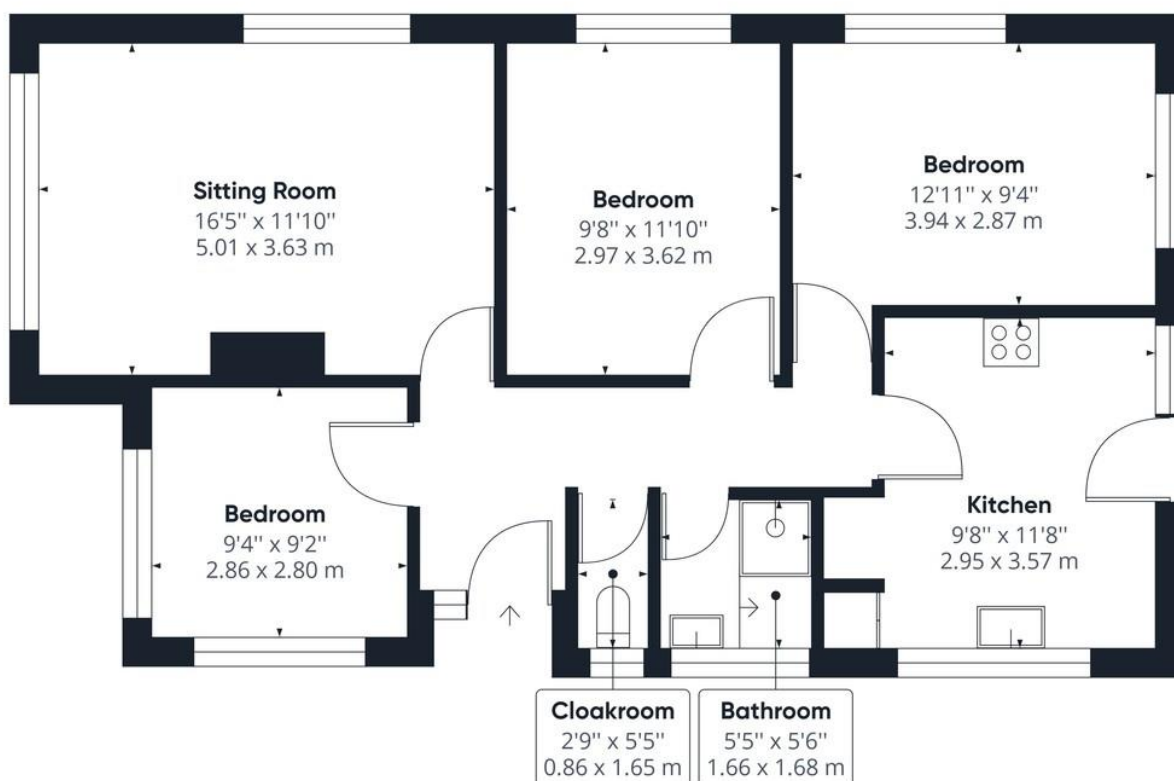 Sitting Room
16'5" x 11'10"
5.01 x 3.63 m
Bedroom
9'8" x 11'10"
2.97 x 3.62 m
Bedroom
12'11" x 9'4"
3.94 x 2.87 m
Bedroom
9'4" x 9'2"
2.86 x 2.80 m
Kitchen
9'8" x 11'8"
2.95 x 3.57 m
Cloakroom
2'9" x 5'5"
0.86 x 1.65 m
Bathroom
5'5" x 5'6"
1.66 x 1.68 m